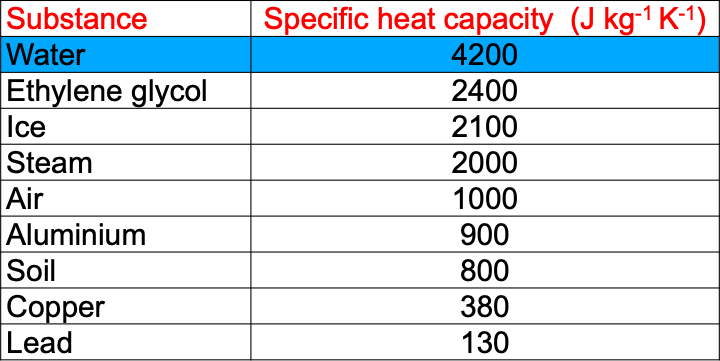 Substance Specific heat capacity (J kg⁻¹ K⁻¹)
Water 4200
Ethylene glycol 2400
Ice 2100
Steam 2000
Air 1000
Aluminium 900
Soil 800
Copper 380
Lead 130